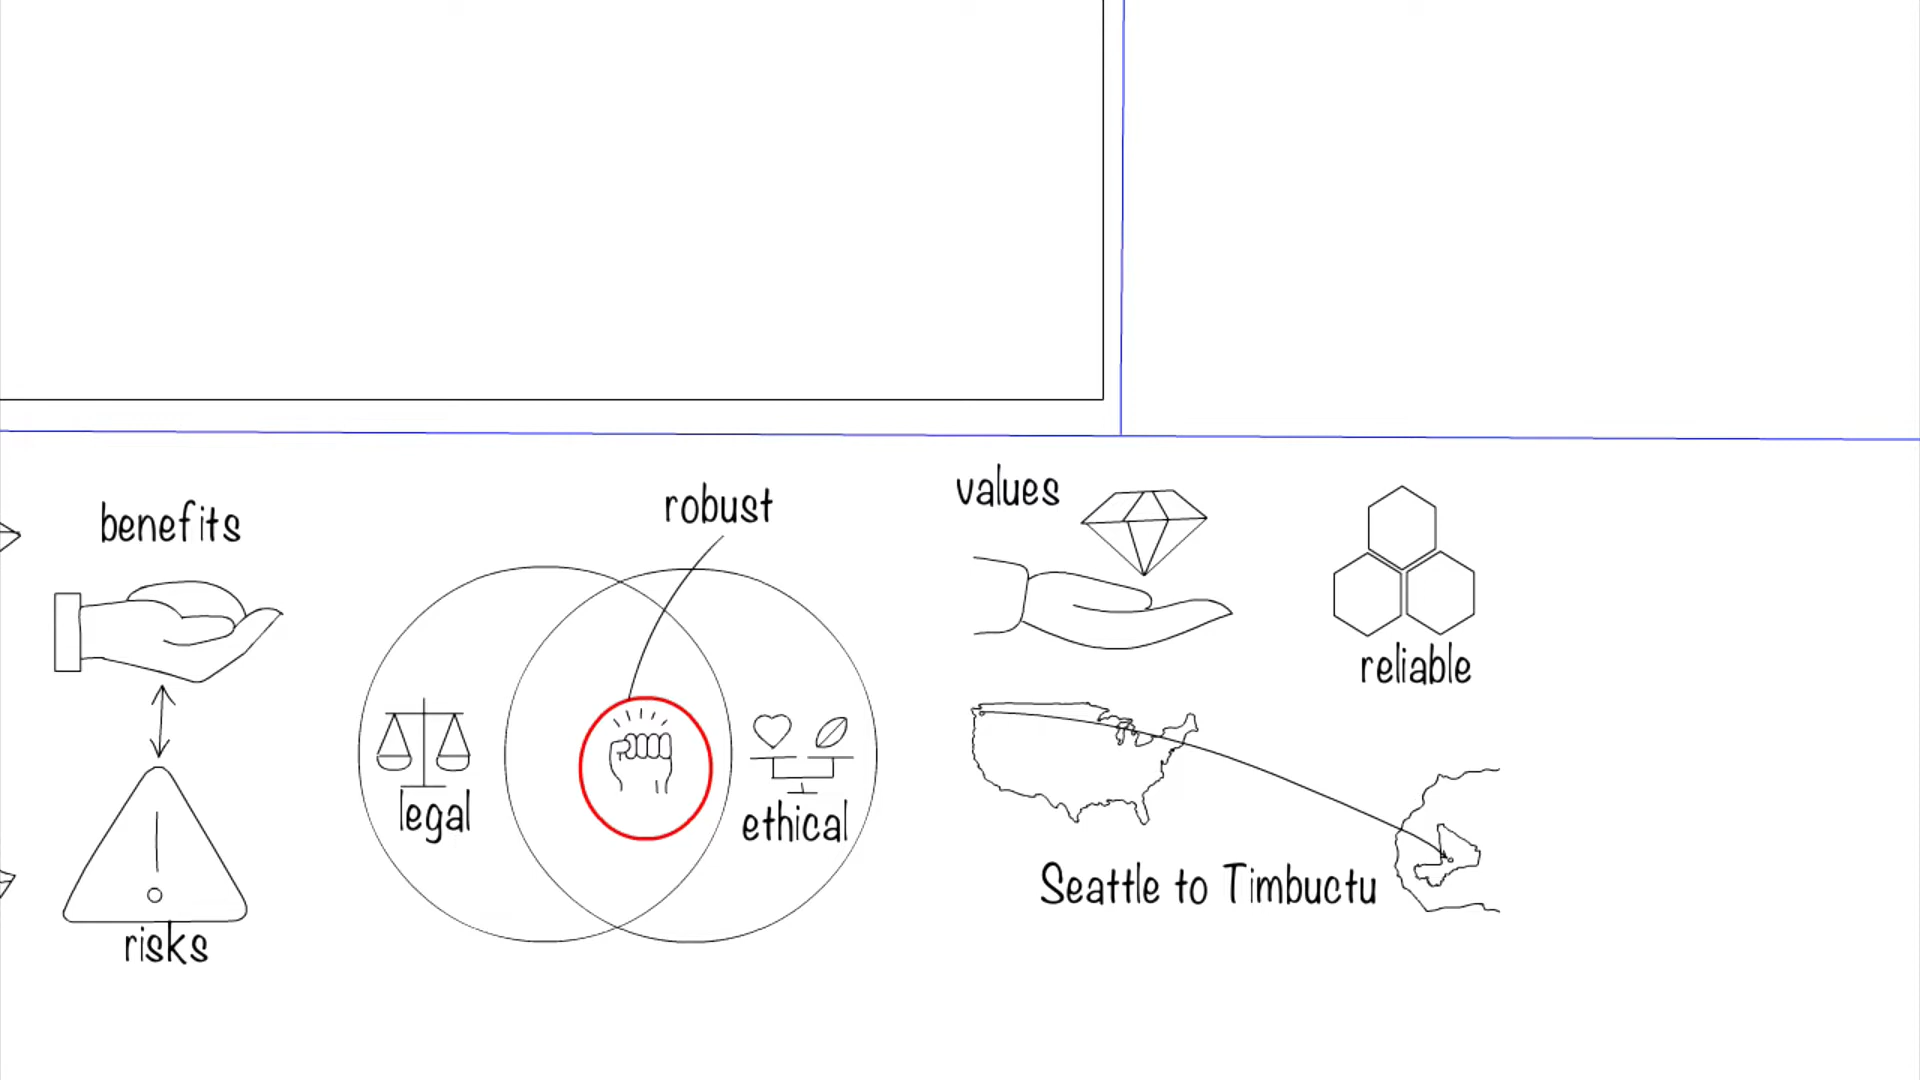 benefits
risks
robust
legal
ethical
values
reliable
Seattle to Timbuctu